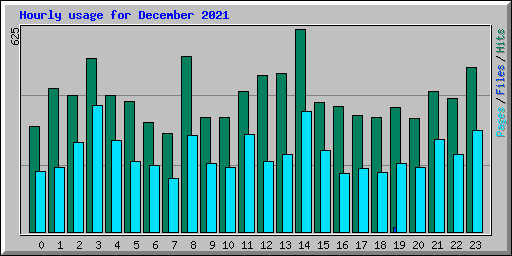 Hourly usage for December 2021
625
Pages/Files/Hits
0 1 2 3 4 5 6 7 8 9 10 11 12 13 14 15 16 17 18 19 20 21 22 23